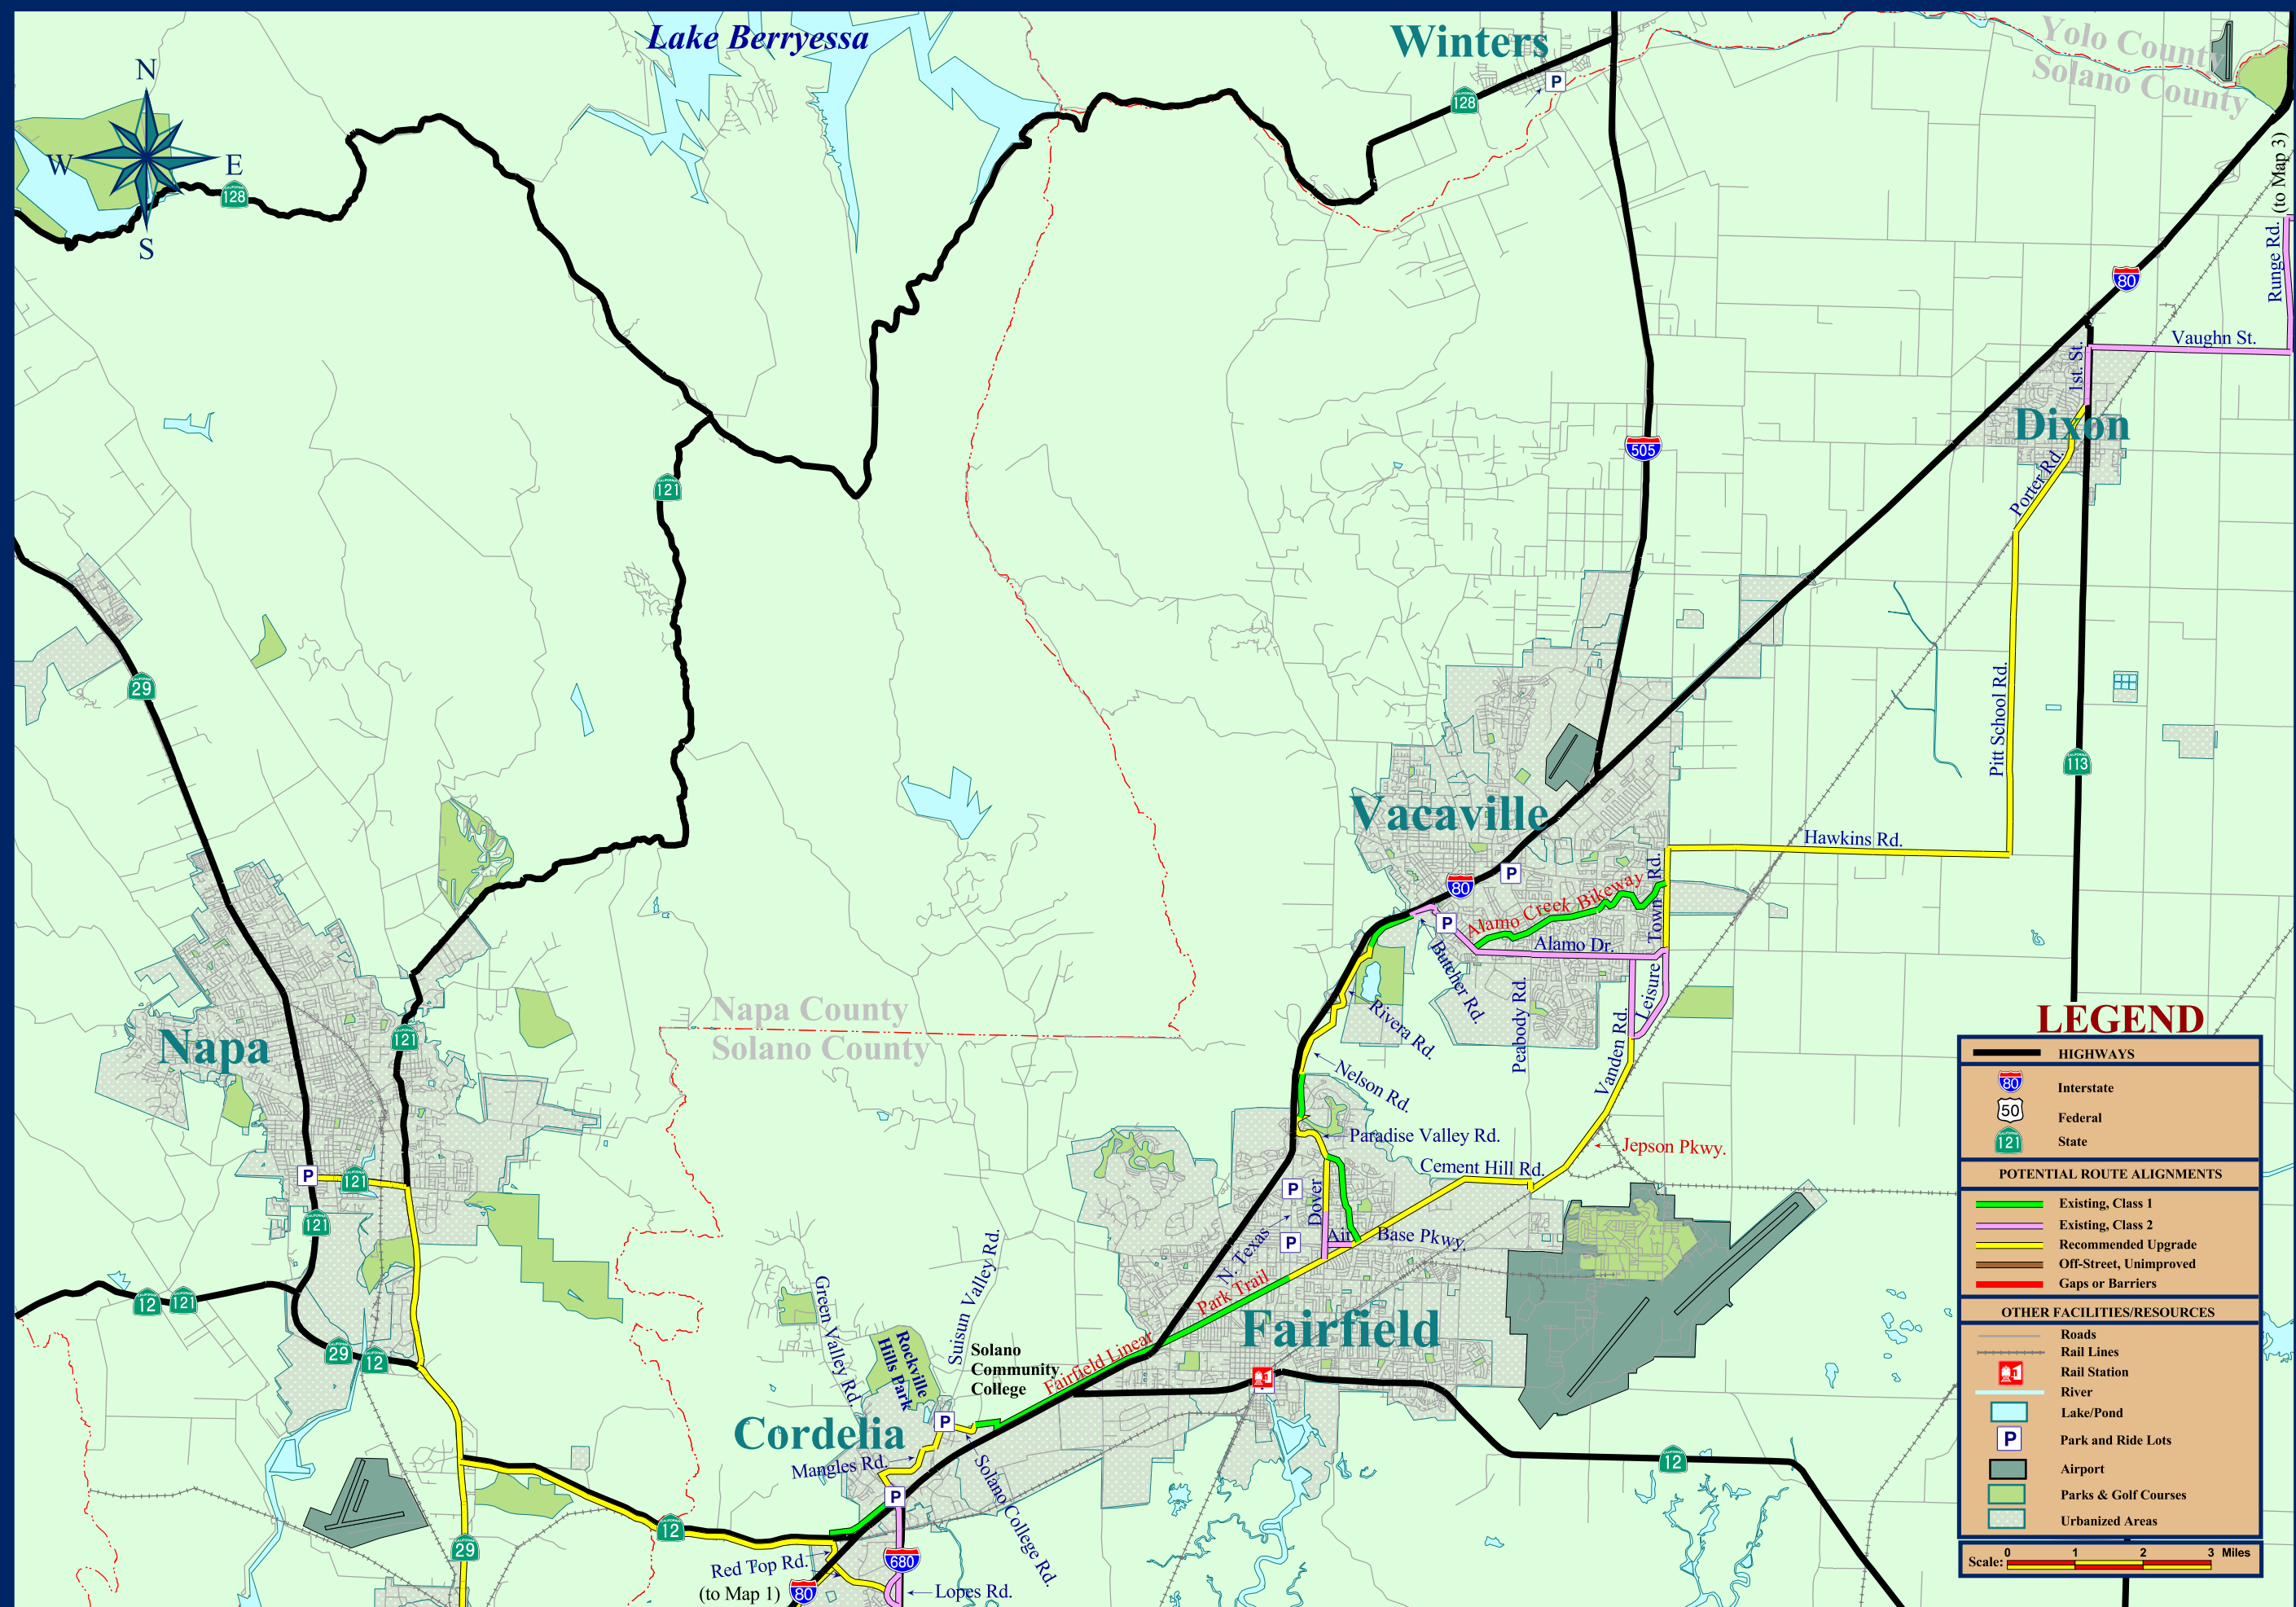 Lake Berryessa
Winters
Yolo County
Solano County
N
W
E
S
128
128
P
(to Map 3)
Runge Rd.
80
Vaughn St.
1st. St.
Dixon
505
121
Porter Rd.
29
Pitt School Rd.
113
Vacaville
Hawkins Rd.
80
P
Alamo Creek Bikeway
Town Rd.
P
Alamo Dr.
Butcher Rd.
Leisure
Peabody Rd.
Rivera Rd.
Vanden Rd.
Napa County
Solano County
Napa
121
Nelson Rd.
Paradise Valley Rd.
Jepson Pkwy.
Cement Hill Rd.
P
121
121
P
Dover
Air Base Pkwy.
P
N. Texas
12
121
29
12
Green Valley Rd.
Suisun Valley Rd.
Rockville
Hills Park
Solano
Community
College
Fairfield Linear Park Trail
Fairfield
Cordelia
P
Mangles Rd.
Solano College Rd.
P
12
12
29
Red Top Rd.
680
(to Map 1)
80
Lopes Rd.
LEGEND
HIGHWAYS
80 Interstate
50 Federal
121 State
POTENTIAL ROUTE ALIGNMENTS
Existing, Class 1
Existing, Class 2
Recommended Upgrade
Off-Street, Unimproved
Gaps or Barriers
OTHER FACILITIES/RESOURCES
Roads
Rail Lines
Rail Station
River
Lake/Pond
P Park and Ride Lots
Airport
Parks & Golf Courses
Urbanized Areas
0 1 2 3 Miles
Scale: